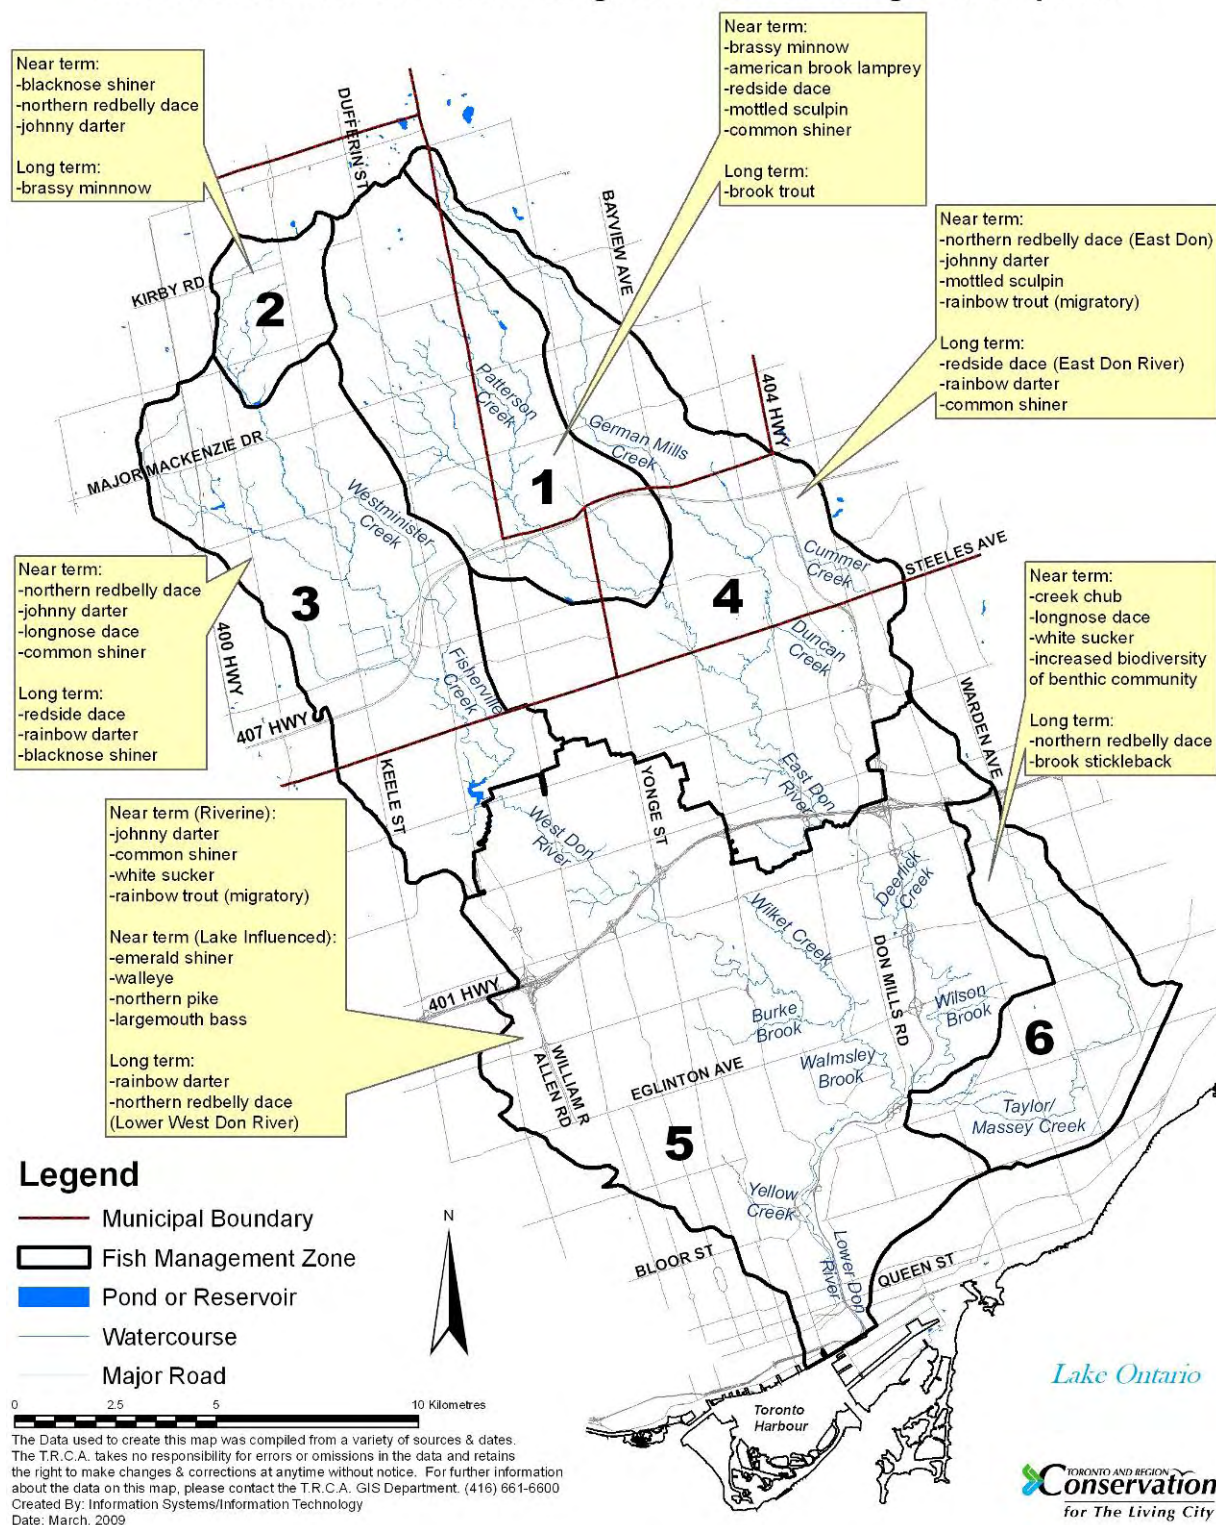 Near term:
-blacknose shiner
-northern redbelly dace
-johnny darter
Long term:
-brassy minnnow
Near term:
-brassy minnow
-american brook lamprey
-redside dace
-mottled sculpin
-common shiner
Long term:
-brook trout
Near term:
-northern redbelly dace (East Don)
-johnny darter
-mottled sculpin
-rainbow trout (migratory)
Long term:
-redside dace (East Don River)
-rainbow darter
-common shiner
DUFFERIN ST
BAYVIEW AVE
KIRBY RD
2
Patterson
Creek
German Mills
Creek
404 HWY
MAJOR MACKENZIE DR
1
Westminister
Creek
Cummer
Creek
STEELES AVE
Near term:
-northern redbelly dace
-johnny darter
-longnose dace
-common shiner
Long term:
-redside dace
-rainbow darter
-blacknose shiner
3
4
400 HWY
407 HWY
Fisherville
Creek
Duncan
Creek
Near term:
-creek chub
-longnose dace
-white sucker
-increased biodiversity
of benthic community
Long term:
-northern redbelly dace
-brook stickleback
WARDEN AVE
KEELE ST
YONGE ST
East Don
River
West Don
River
Near term (Riverine):
-johnny darter
-common shiner
-white sucker
-rainbow trout (migratory)
Near term (Lake Influenced):
-emerald shiner
-walleye
-northern pike
-largemouth bass
Long term:
-rainbow darter
-northern redbelly dace
(Lower West Don River)
Deerlick
Creek
Wilket Creek
DON MILLS RD
401 HWY
Burke
Brook
Wilson
Brook
WILLIAM R
ALLEN RD
EGLINTON AVE
Walmsley
Brook
6
Taylor/
Massey Creek
5
Yellow
Creek
Lower Don
River
BLOOR ST
QUEEN ST
Legend
Municipal Boundary
Fish Management Zone
Pond or Reservoir
Watercourse
Major Road
N
0 2.5 5 10 Kilometres
Lake Ontario
Toronto
Harbour
The Data used to create this map was compiled from a variety of sources & dates.
The T.R.C.A. takes no responsibility for errors or omissions in the data and retains
the right to make changes & corrections at anytime without notice. For further information
about the data on this map, please contact the T.R.C.A. GIS Department. (416) 661-6600
Created By: Information Systems/Information Technology
Date: March, 2009
TORONTO AND REGION
Conservation
for The Living City